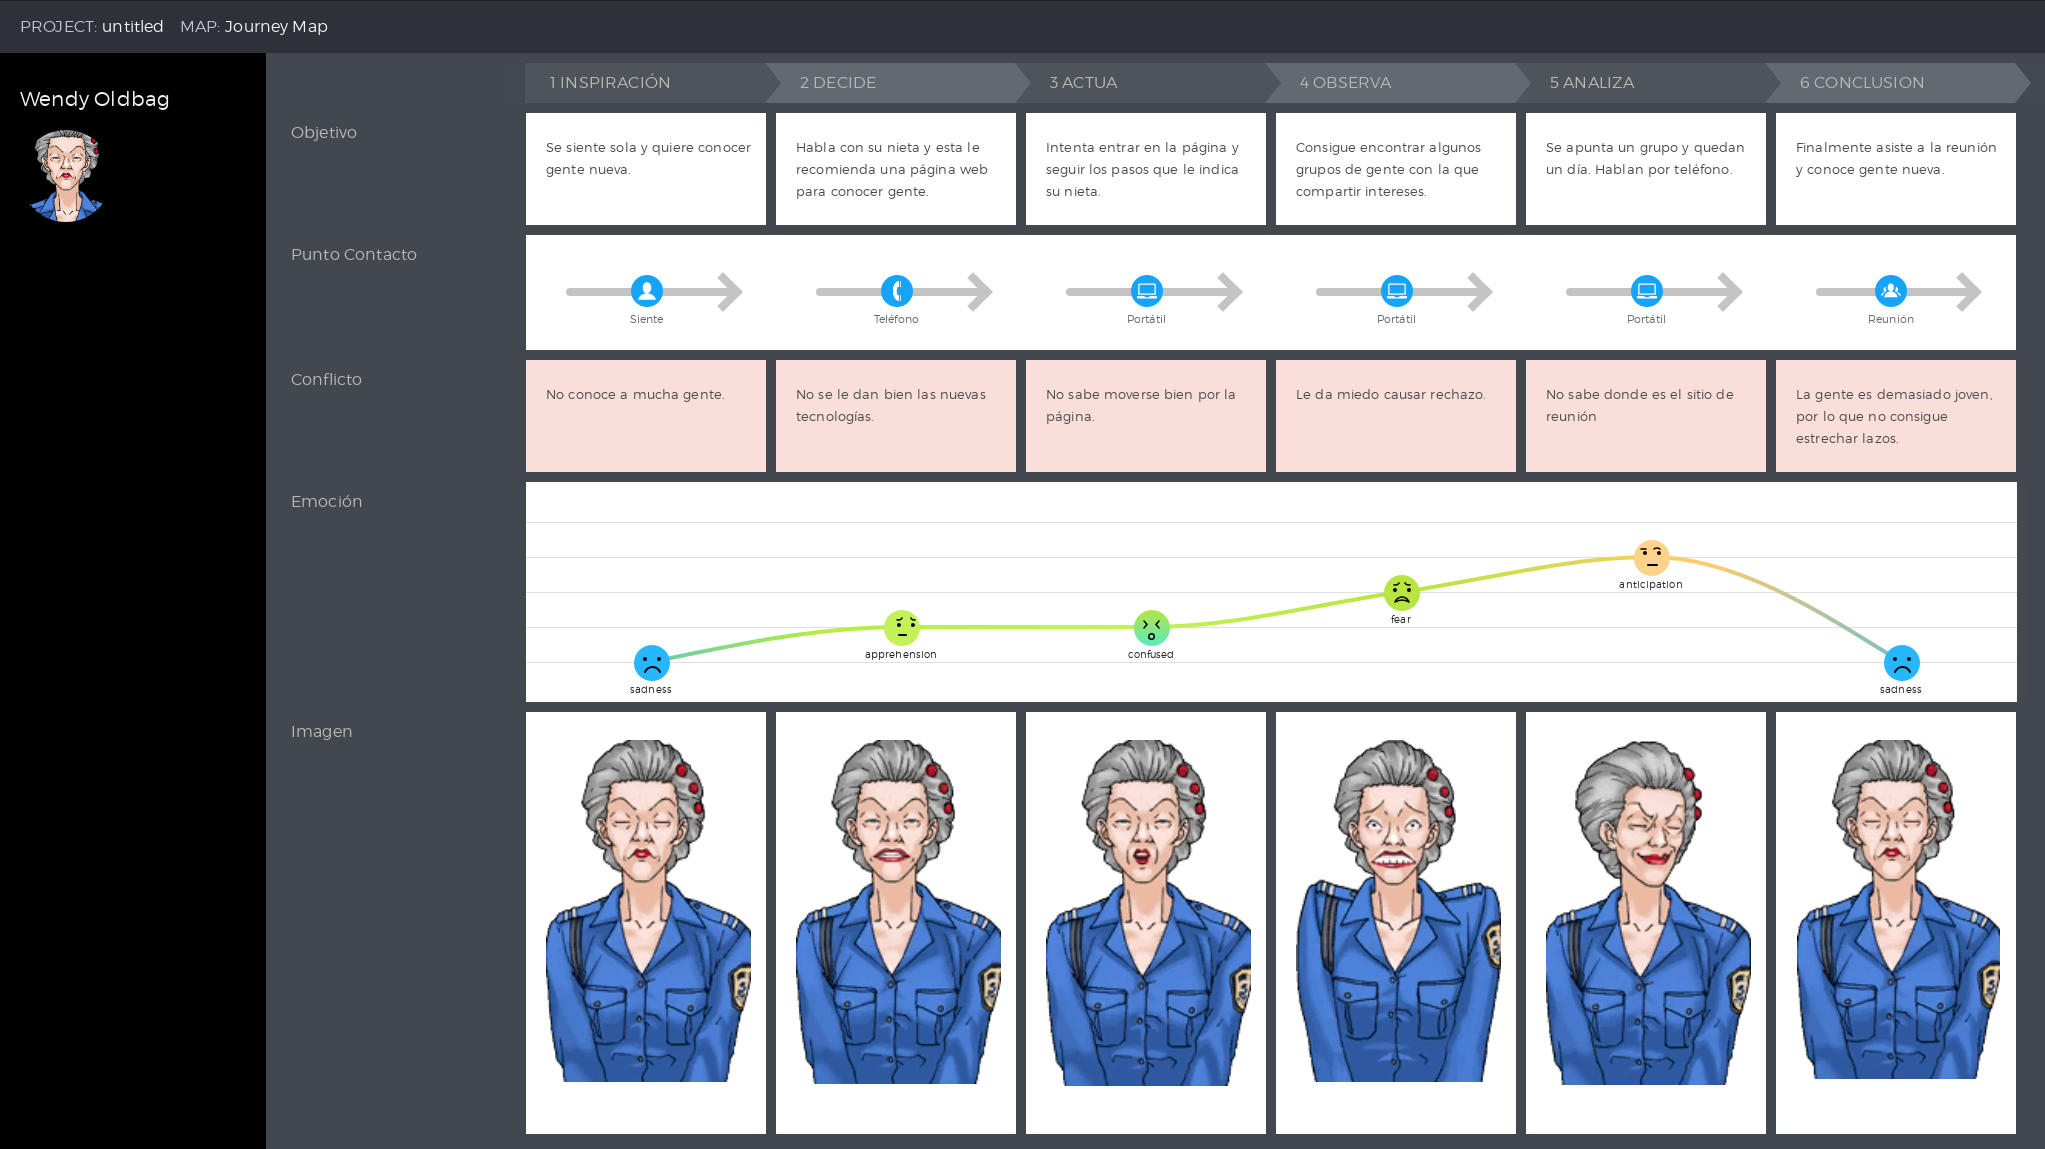 PROJECT: untitled MAP: Journey Map
Wendy Oldbag
1 INSPIRACIÓN
2 DECIDE
3 ACTUA
4 OBSERVA
5 ANALIZA
6 CONCLUSION
Objetivo
Se siente sola y quiere conocer
gente nueva.
Habla con su nieta y esta le
recomienda una página web
para conocer gente.
Intenta entrar en la página y
seguir los pasos que le indica
su nieta.
Consigue encontrar algunos
grupos de gente con la que
compartir intereses.
Se apunta un grupo y quedan
un día. Hablan por teléfono.
Finalmente asiste a la reunión
y conoce gente nueva.
Punto Contacto
Siente
Teléfono
Portátil
Portátil
Portátil
Reunión
Conflicto
No conoce a mucha gente.
No se le dan bien las nuevas
tecnologías.
No sabe moverse bien por la
página.
Le da miedo causar rechazo.
No sabe donde es el sitio de
reunión
La gente es demasiado joven,
por lo que no consigue
estrechar lazos.
Emoción
sadness
apprehension
confused
fear
anticipation
sadness
Imagen